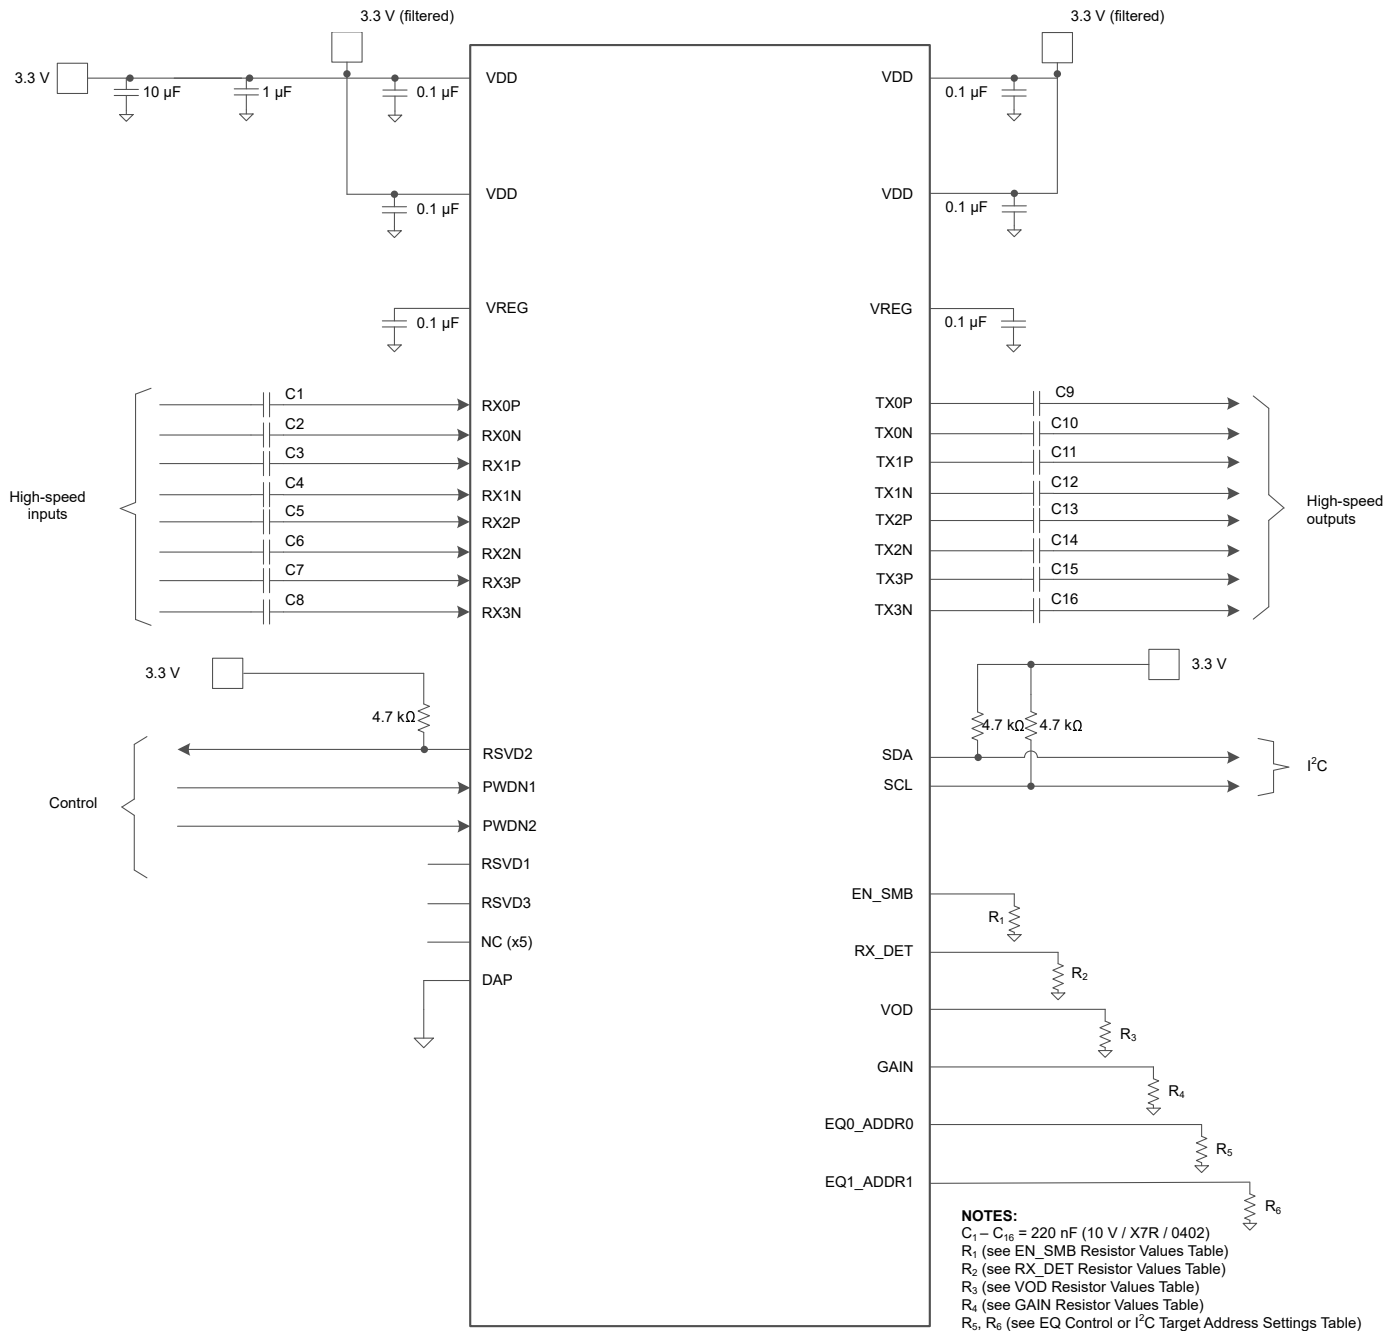 3.3 V (filtered)
3.3 V (filtered)
3.3 V
10 µF
1 µF
0.1 µF
VDD
VDD
0.1 µF
0.1 µF
VDD
VDD
0.1 µF
0.1 µF
VREG
VREG
0.1 µF
C1
RX0P
C2
RX0N
C3
RX1P
C4
RX1N
C5
RX2P
C6
RX2N
C7
RX3P
C8
RX3N
High-speed
inputs
TX0P
C9
TX0N
C10
TX1P
C11
TX1N
C12
TX2P
C13
TX2N
C14
TX3P
C15
TX3N
C16
High-speed
outputs
3.3 V
4.7 kΩ
RSVD2
PWDN1
PWDN2
Control
RSVD1
RSVD3
NC (x5)
DAP
3.3 V
4.7 kΩ
4.7 kΩ
SDA
SCL
I²C
EN_SMB
R₁
RX_DET
R₂
VOD
R₃
GAIN
R₄
EQ0_ADDR0
R₅
EQ1_ADDR1
R₆
NOTES:
C₁ – C₁₆ = 220 nF (10 V / X7R / 0402)
R₁ (see EN_SMB Resistor Values Table)
R₂ (see RX_DET Resistor Values Table)
R₃ (see VOD Resistor Values Table)
R₄ (see GAIN Resistor Values Table)
R₅, R₆ (see EQ Control or I²C Target Address Settings Table)